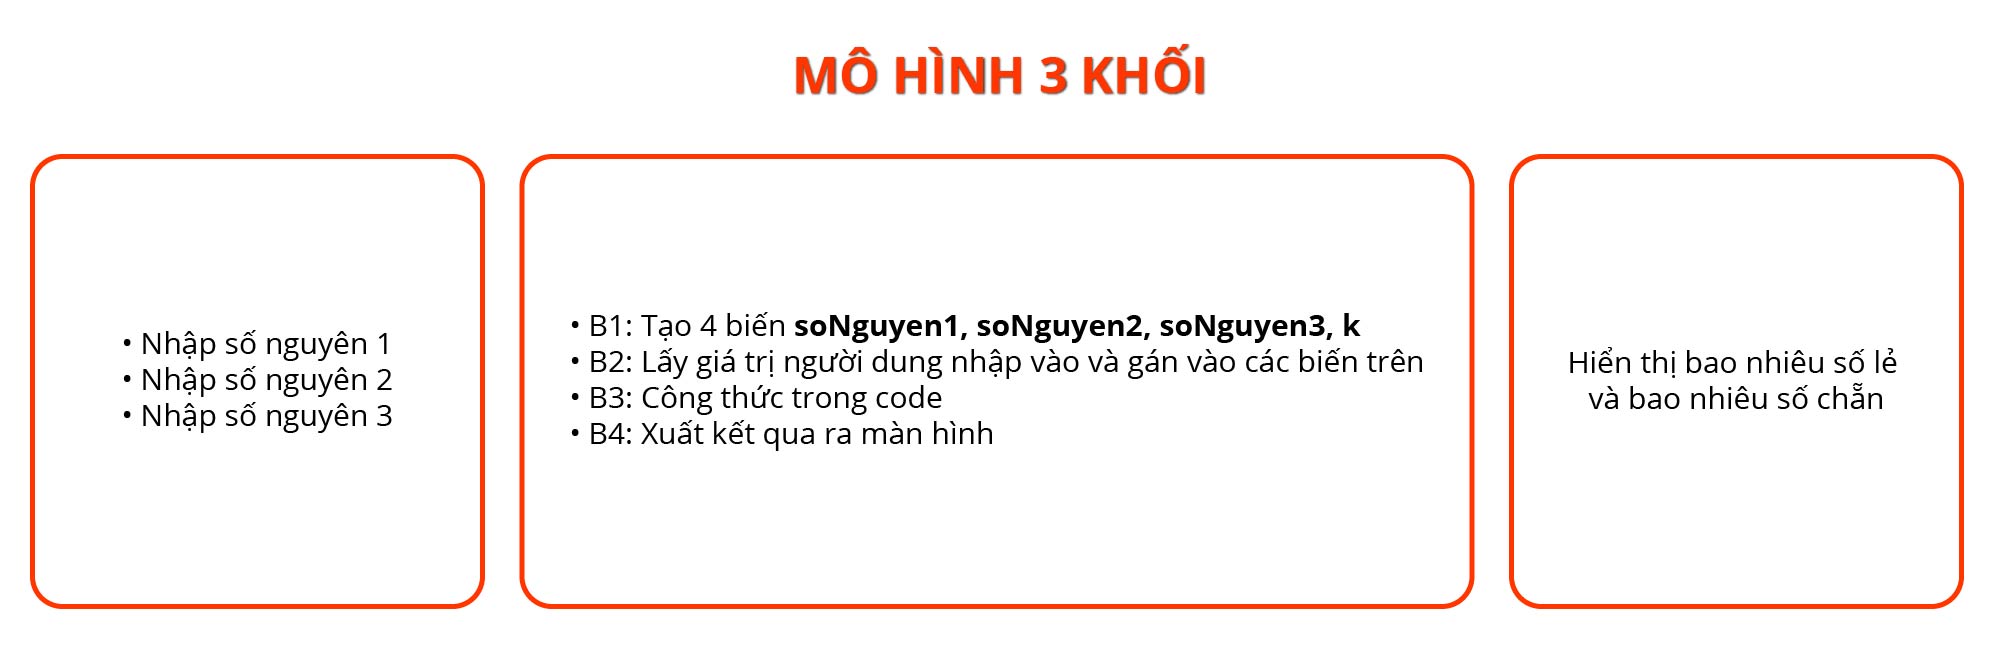 MÔ HÌNH 3 KHỐI
• Nhập số nguyên 1
• Nhập số nguyên 2
• Nhập số nguyên 3
• B1: Tạo 4 biến soNguyen1, soNguyen2, soNguyen3, k
• B2: Lấy giá trị người dung nhập vào và gán vào các biến trên
• B3: Công thức trong code
• B4: Xuất kết qua ra màn hình
Hiển thị bao nhiêu số lẻ
và bao nhiêu số chẵn